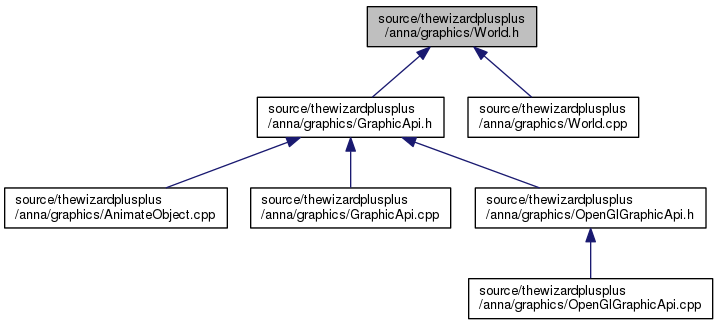 source/thewizardplusplus
/anna/graphics/World.h
source/thewizardplusplus
/anna/graphics/GraphicApi.h
source/thewizardplusplus
/anna/graphics/World.cpp
source/thewizardplusplus
/anna/graphics/AnimateObject.cpp
source/thewizardplusplus
/anna/graphics/GraphicApi.cpp
source/thewizardplusplus
/anna/graphics/OpenGlGraphicApi.h
source/thewizardplusplus
/anna/graphics/OpenGlGraphicApi.cpp